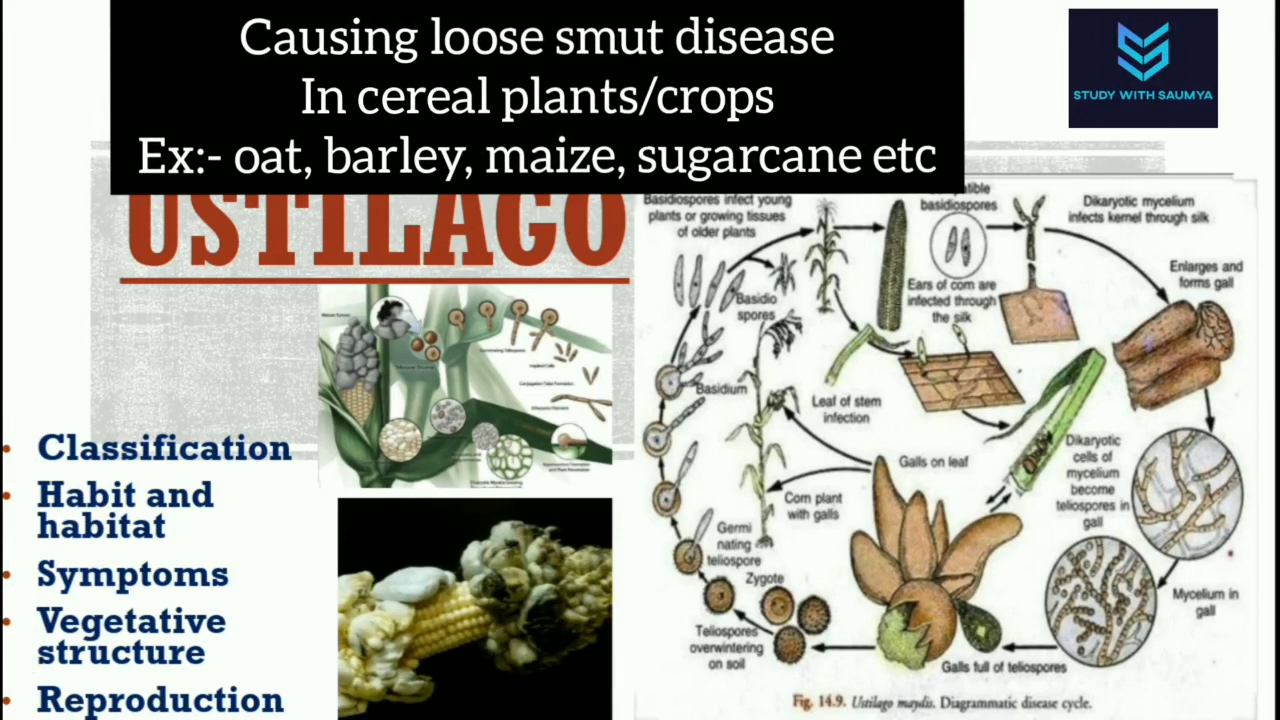 Causing loose smut disease
In cereal plants/crops
Ex:- oat, barley, maize, sugarcane etc
STUDY WITH SAUMYA
USTILAGO
• Classification
• Habit and
habitat
• Symptoms
• Vegetative
structure
• Reproduction
Basidiospores infect young
plants or growing tissues
of older plants
basidiospores
Dikaryotic mycelium
infects kernel through silk
Enlarges and
forms gall
Ears of corn are
infected through
the silk
Basidio
spores
Basidium
Leaf of stem
infection
Galls on leaf
Corn plant
with galls
Dikaryotic
cells of
mycelium
become
teliospores in
gall
Germi
nating
teliospore
Zygote
Mycelium in
gall
Teliospores
overwintering
on soil
Galls full of teliospores
Fig. 14.9. Ustilago maydis. Diagrammatic disease cycle.